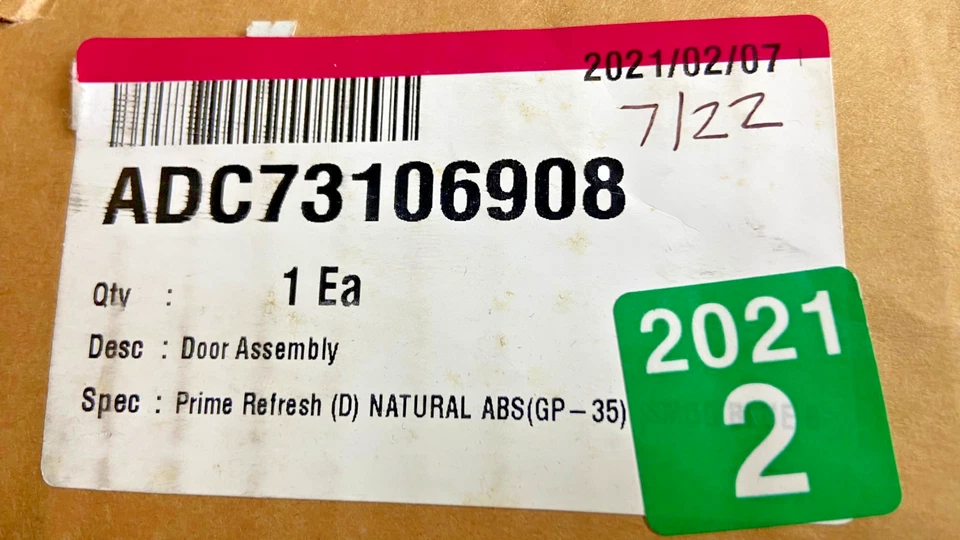 2021/02/07
7/22
ADC73106908
Qty : 1 Ea
Desc : Door Assembly
Spec : Prime Refresh (D) NATURAL ABS(GP-35)
2021
2